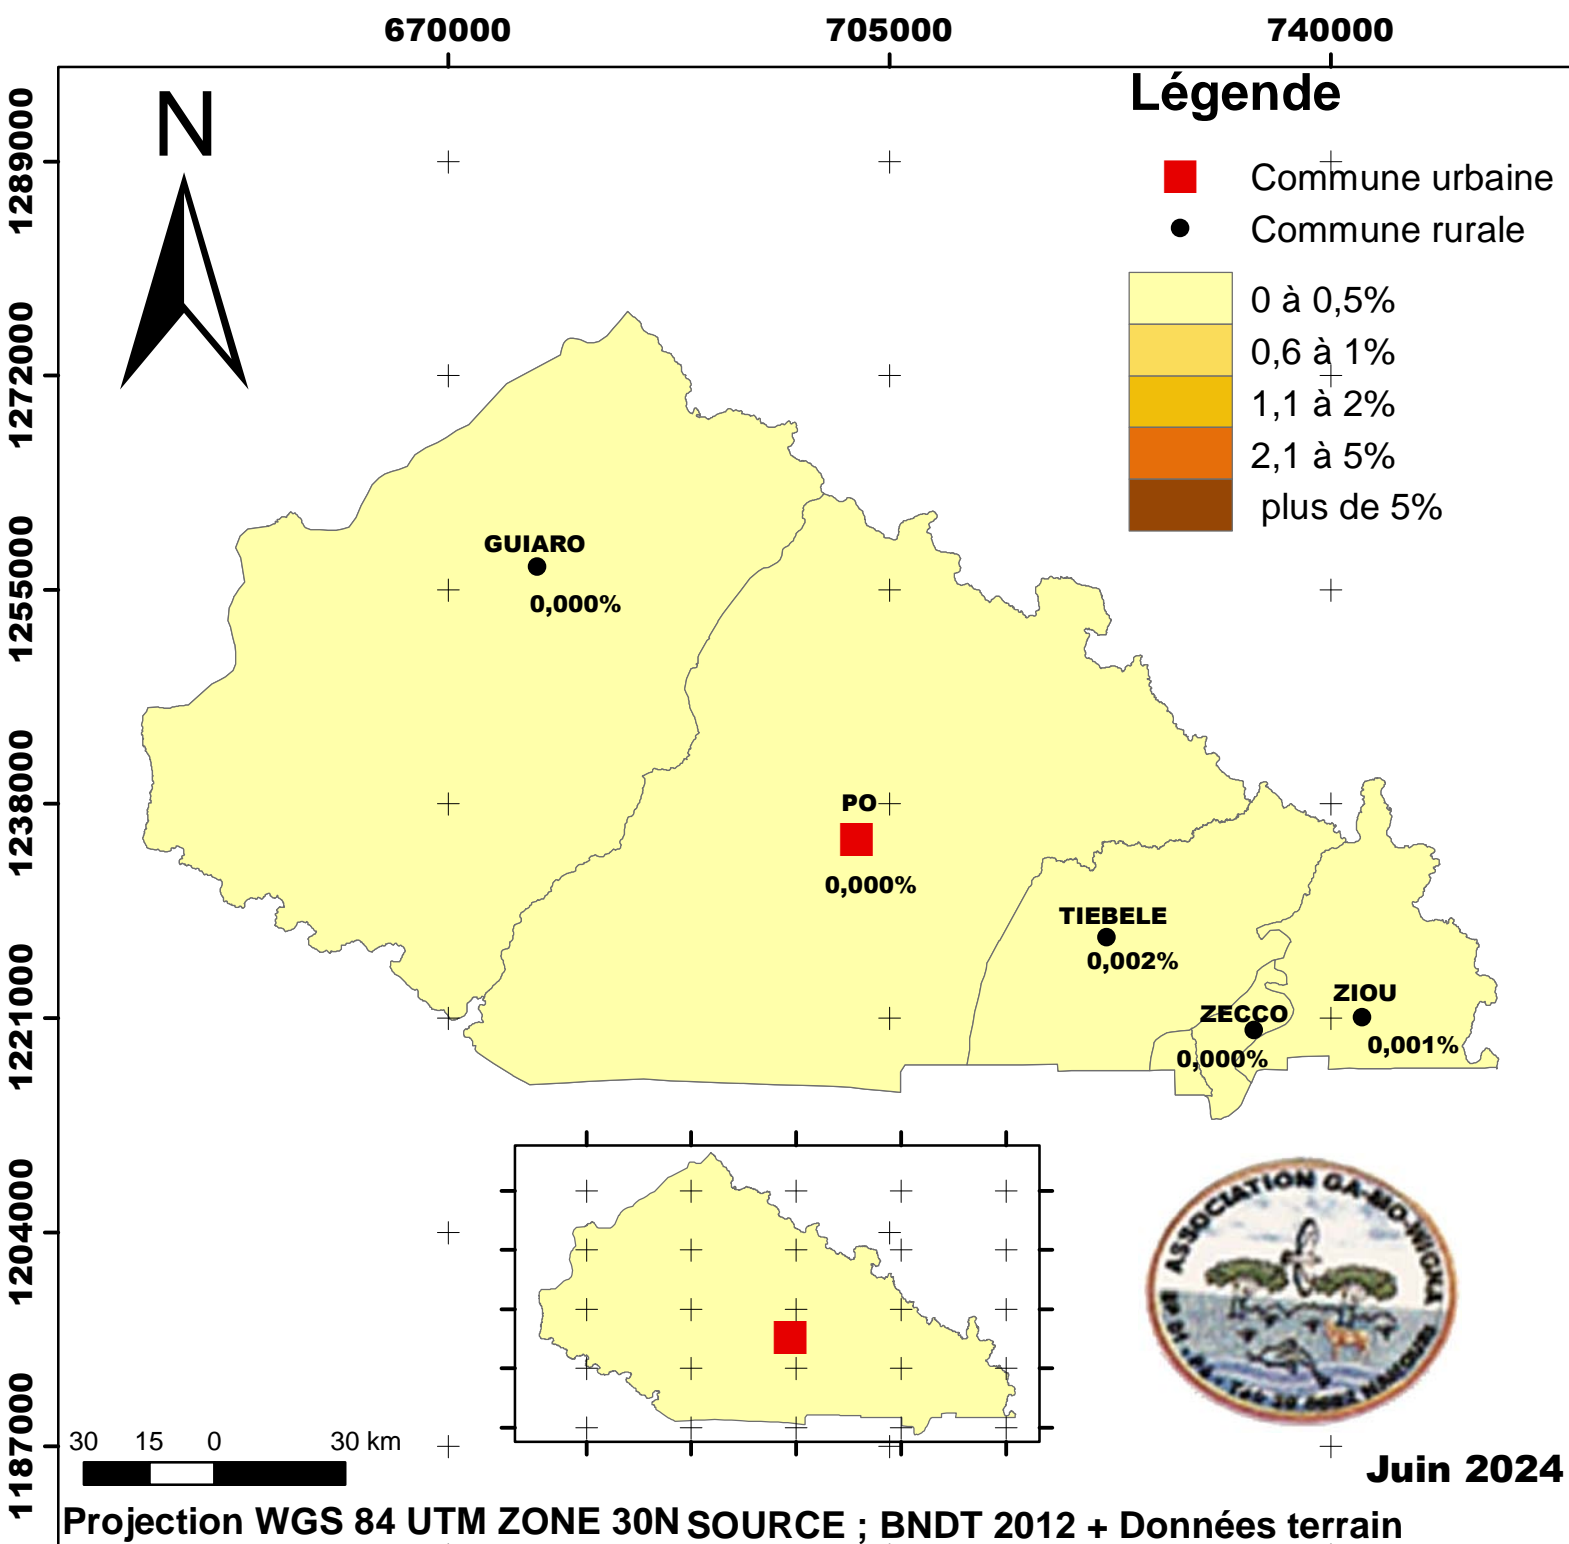 670000 705000 740000
1289000
1272000
1255000
1238000
1221000
1204000
1187000
N
Légende
Commune urbaine
Commune rurale
0 à 0,5%
0,6 à 1%
1,1 à 2%
2,1 à 5%
plus de 5%
GUIARO
0,000%
PO
0,000%
TIEBELE
0,002%
ZECCO
0,000%
ZIOU
0,001%
ASSOCIATION GA-MO-WIGNA
30 15 0 30 km
Juin 2024
Projection WGS 84 UTM ZONE 30N SOURCE ; BNDT 2012 + Données terrain